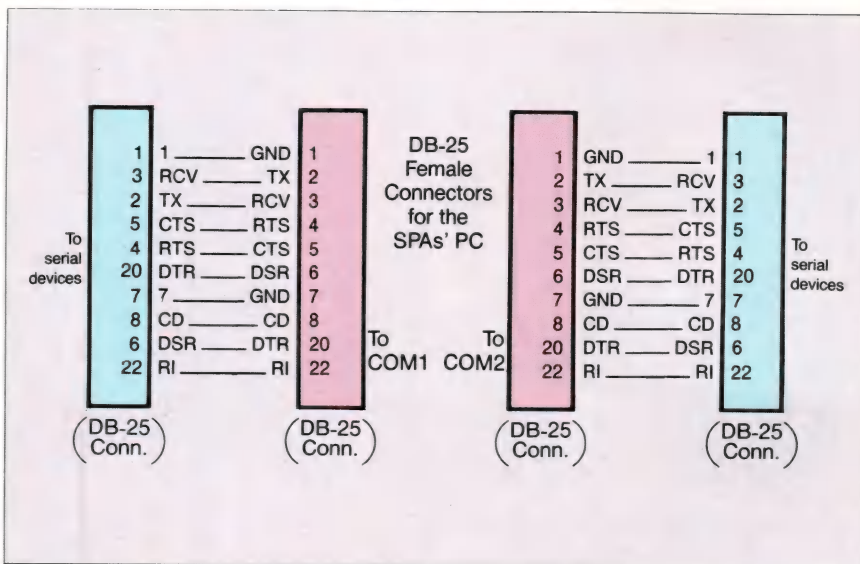 DB-25
Female
Connectors
for the
SPAs' PC
To
serial
devices
1 1 GND 1
3 RCV TX 2
2 TX RCV 3
5 CTS RTS 4
4 RTS CTS 5
20 DTR DSR 6
7 7 GND 7
8 CD CD 8
6 DSR DTR 20
22 RI RI 22
To
COM1
(DB-25
Conn.)
(DB-25
Conn.)
1 GND 1 1
2 TX RCV 3
3 RCV TX 2
4 RTS CTS 5
5 CTS RTS 4
6 DSR DTR 20
7 GND 7 7
8 CD CD 8
20 DTR DSR 6
22 RI RI 22
To
COM2
To
serial
devices
(DB-25
Conn.)
(DB-25
Conn.)